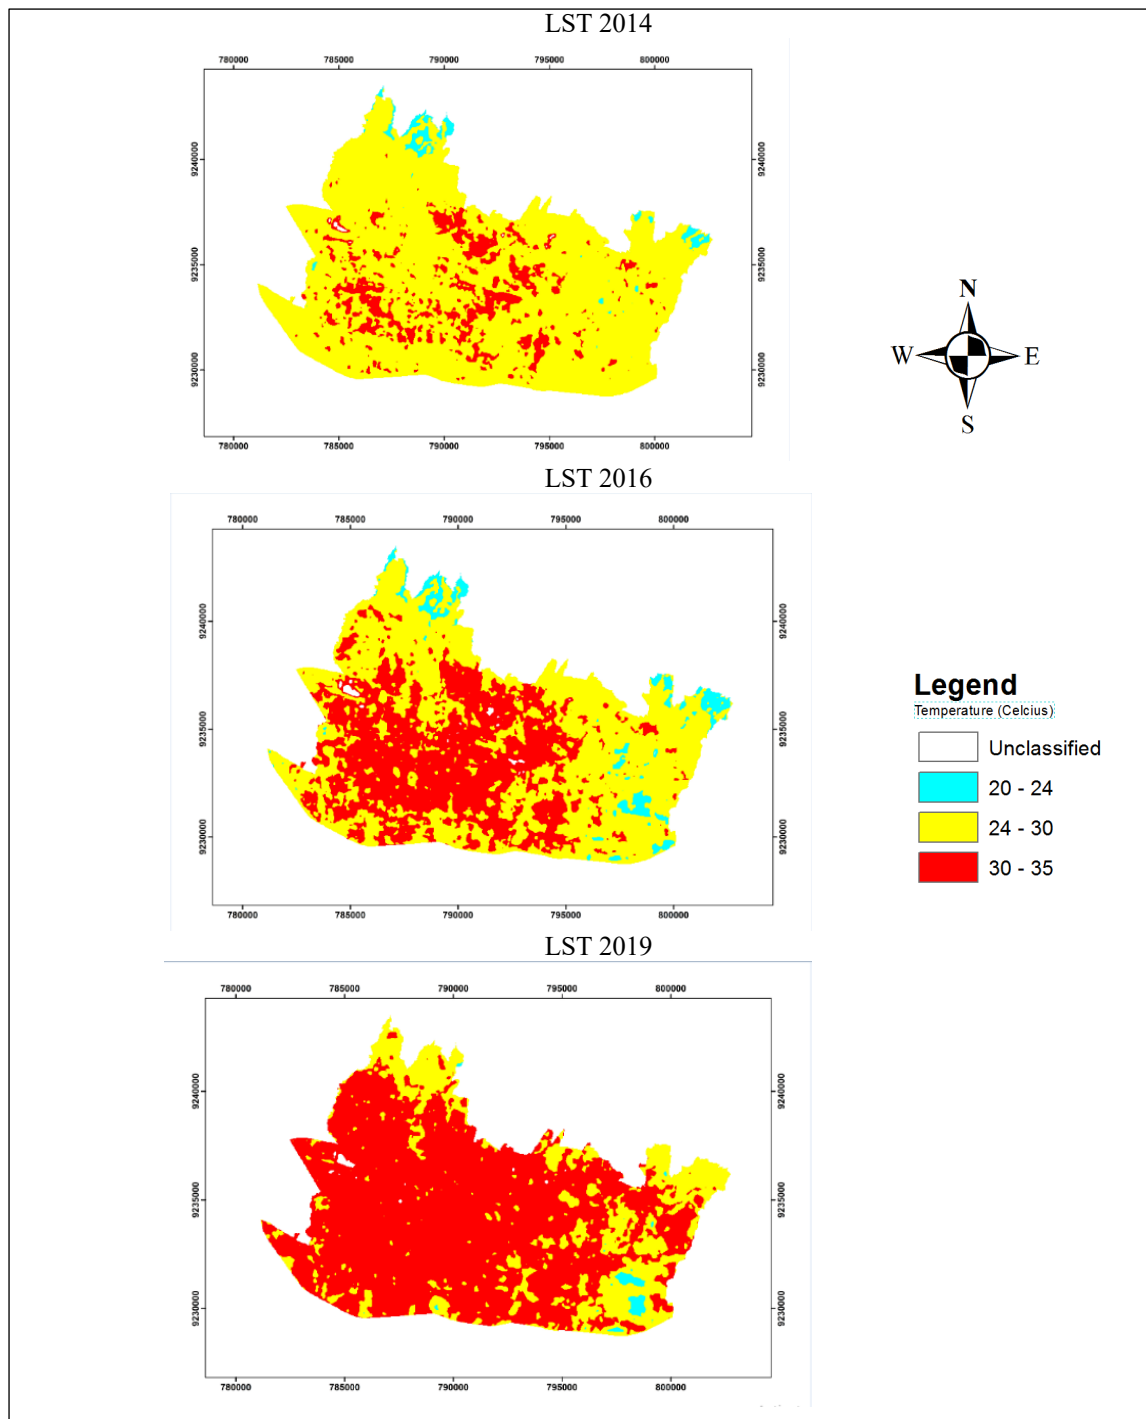 LST 2014
780000 785000 790000 795000 800000
9240000 9240000
9235000 9235000
9230000 9230000
780000 785000 790000 795000 800000
N
W E
S
LST 2016
780000 785000 790000 795000 800000
9240000 9240000
9235000 9235000
9230000 9230000
780000 785000 790000 795000 800000
Legend
Temperature (Celcius)
Unclassified
20 - 24
24 - 30
30 - 35
LST 2019
780000 785000 790000 795000 800000
9240000 9240000
9235000 9235000
9230000 9230000
780000 785000 790000 795000 800000